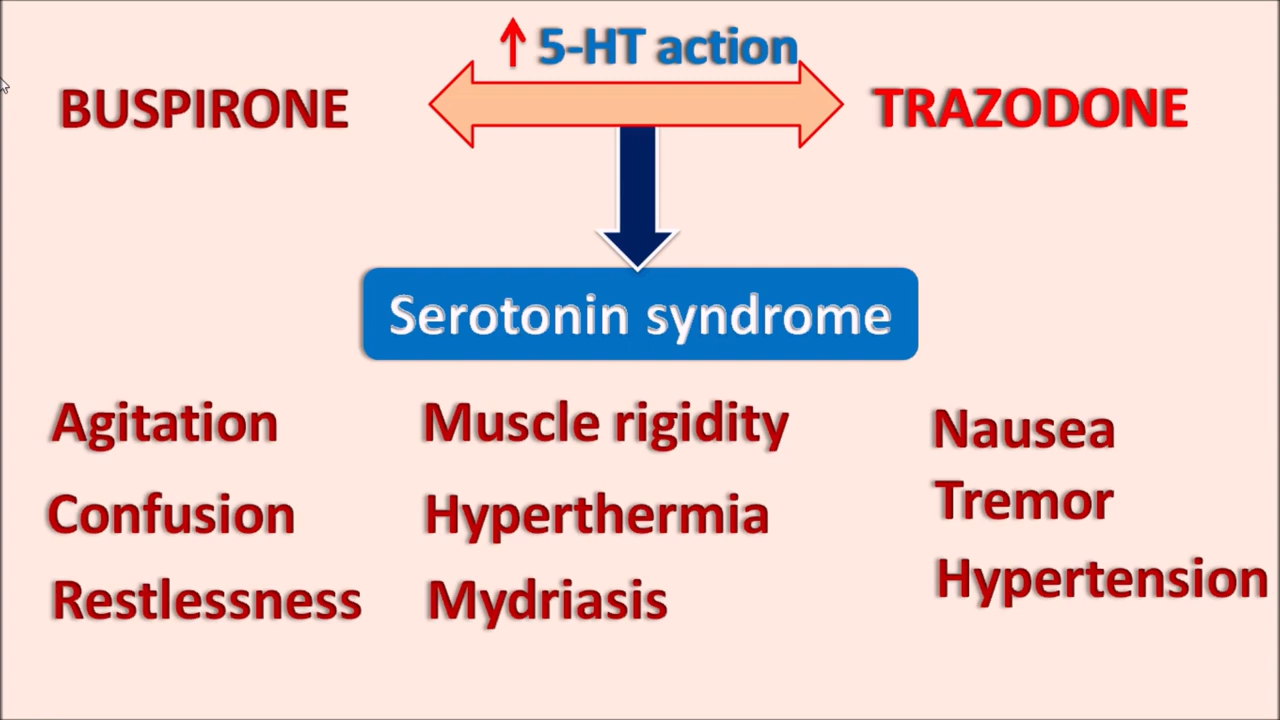 ↑ 5-HT action
BUSPIRONE
TRAZODONE
Serotonin syndrome
Agitation
Muscle rigidity
Nausea
Confusion
Hyperthermia
Tremor
Restlessness
Mydriasis
Hypertension